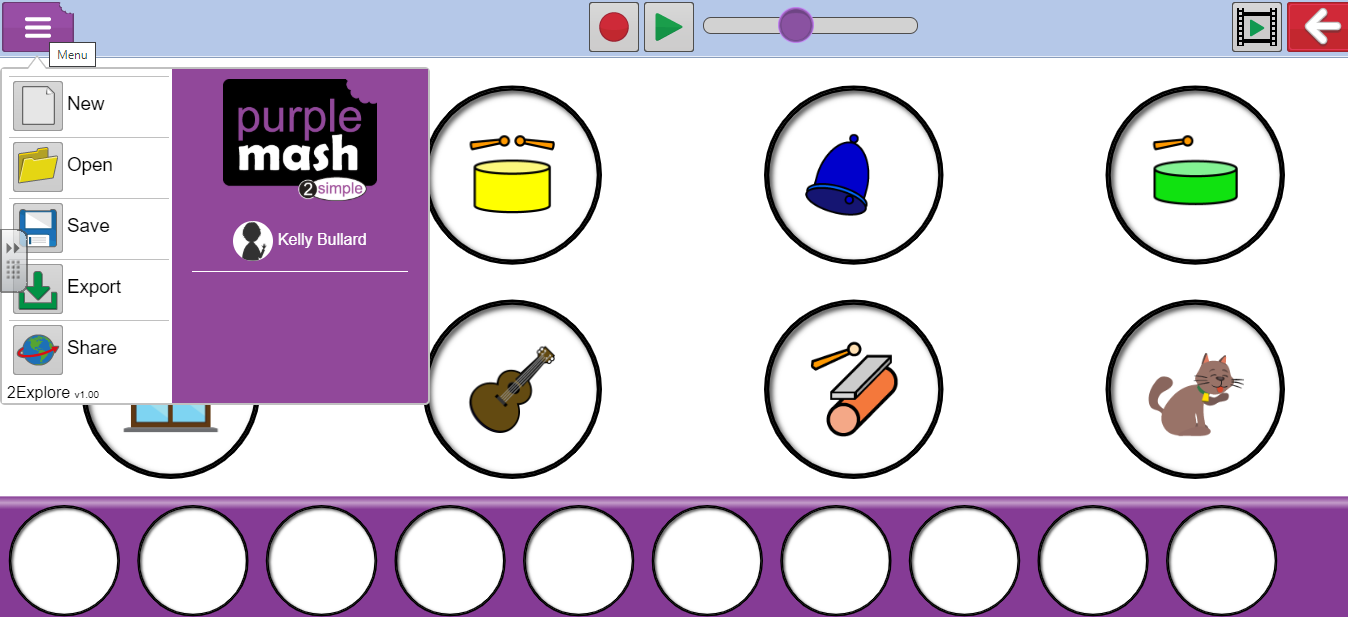 Menu
New
Open
Save
Export
Share
2Explore v1.00
purple
mash
2simple
Kelly Bullard